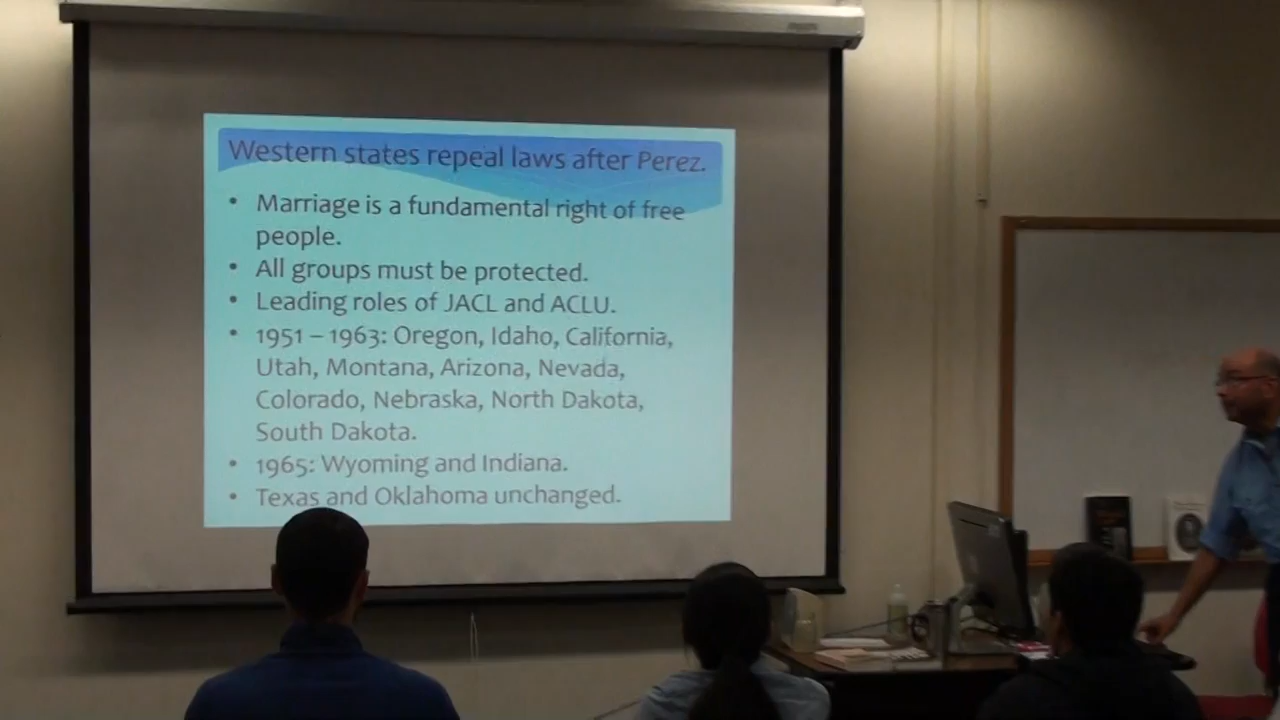 Western states repeal laws after Perez.
• Marriage is a fundamental right of free
people.
• All groups must be protected.
• Leading roles of JACL and ACLU.
• 1951 – 1963: Oregon, Idaho, California,
Utah, Montana, Arizona, Nevada,
Colorado, Nebraska, North Dakota,
South Dakota.
• 1965: Wyoming and Indiana.
• Texas and Oklahoma unchanged.